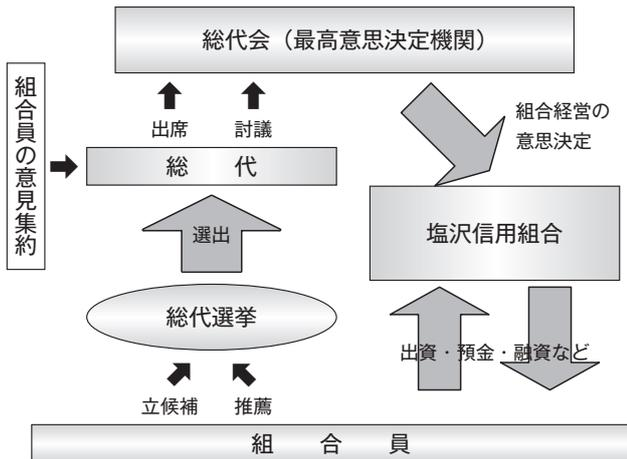 総代会（最高意思決定機関）
組合員の意見集約
出席
討議
組合経営の
意思決定
総　代
選出
塩沢信用組合
総代選挙
出資・預金・融資など
立候補
推薦
組　合　員